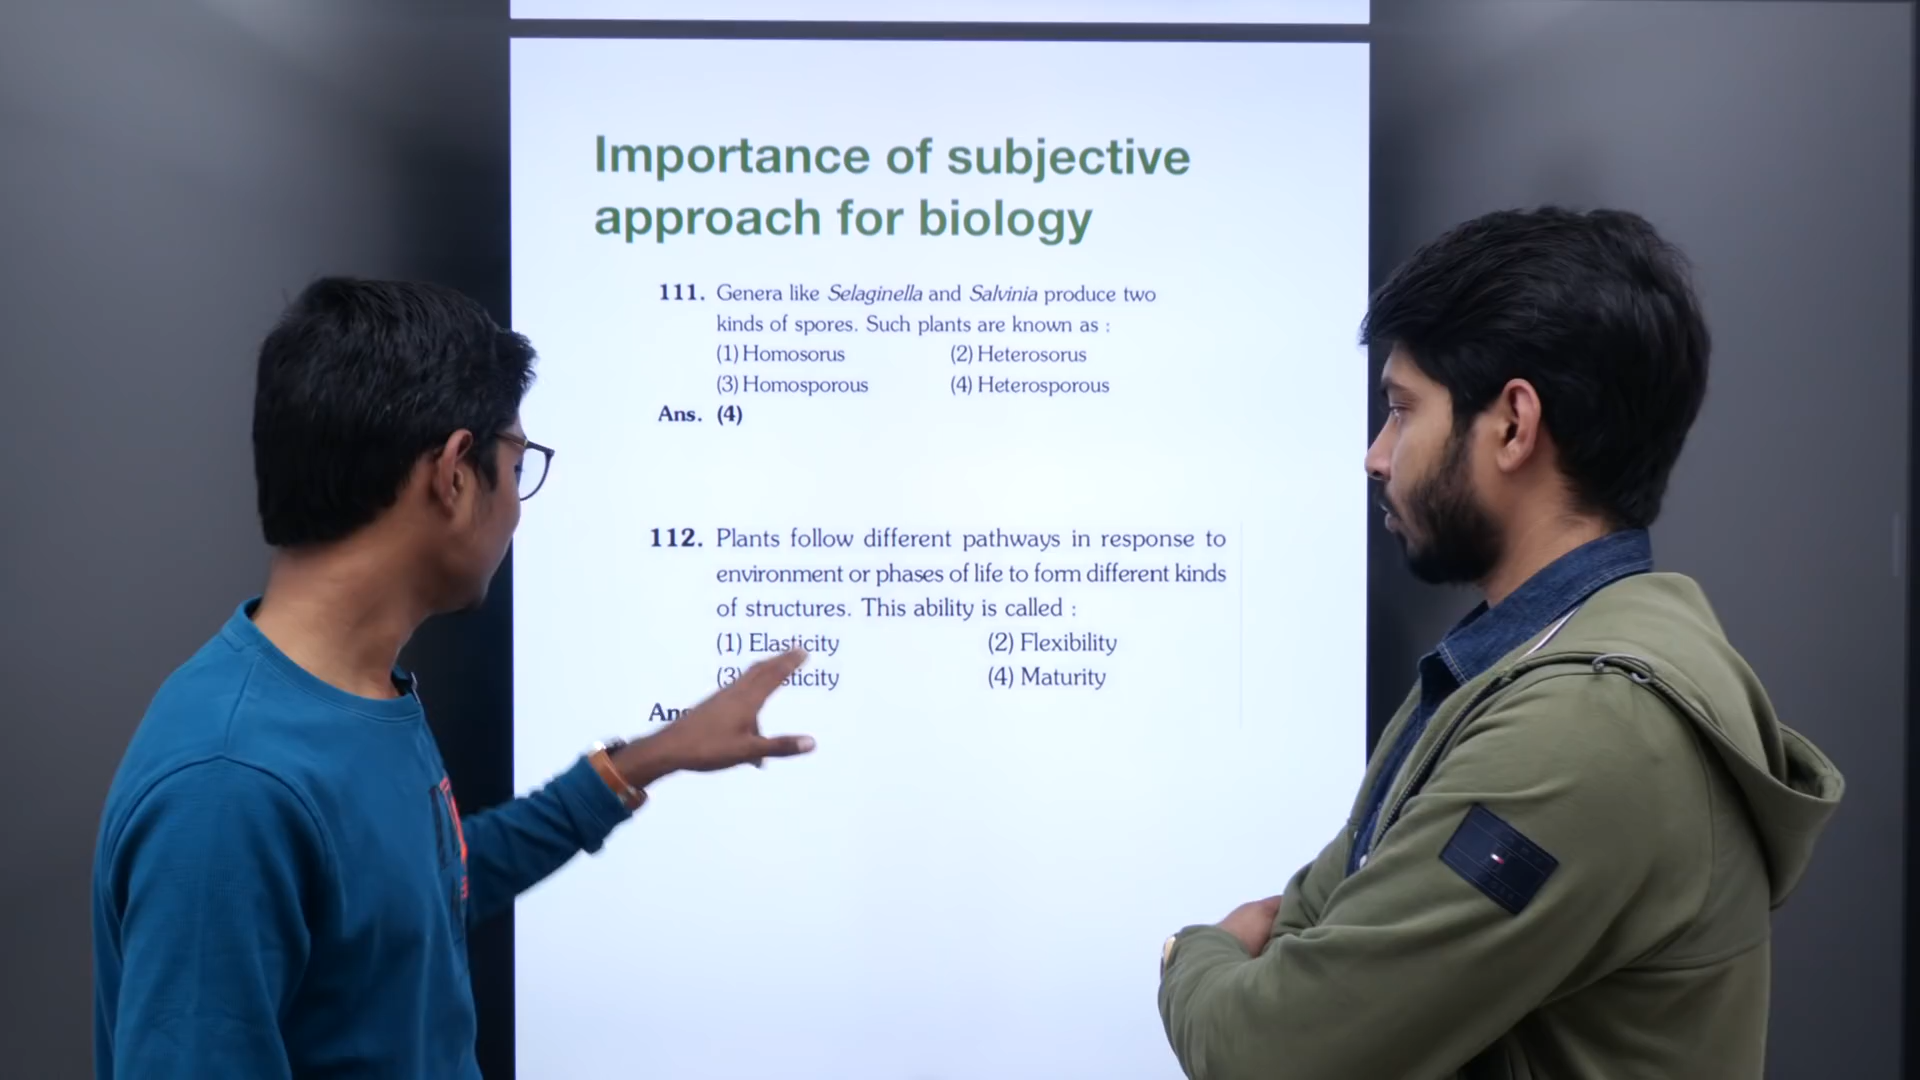 Importance of subjective
approach for biology
111. Genera like Selaginella and Salvinia produce two
kinds of spores. Such plants are known as :
(1) Homosorus (2) Heterosorus
(3) Homosporous (4) Heterosporous
Ans. (4)
112. Plants follow different pathways in response to
environment or phases of life to form different kinds
of structures. This ability is called :
(1) Elasticity (2) Flexibility
(3) sticity (4) Maturity
An